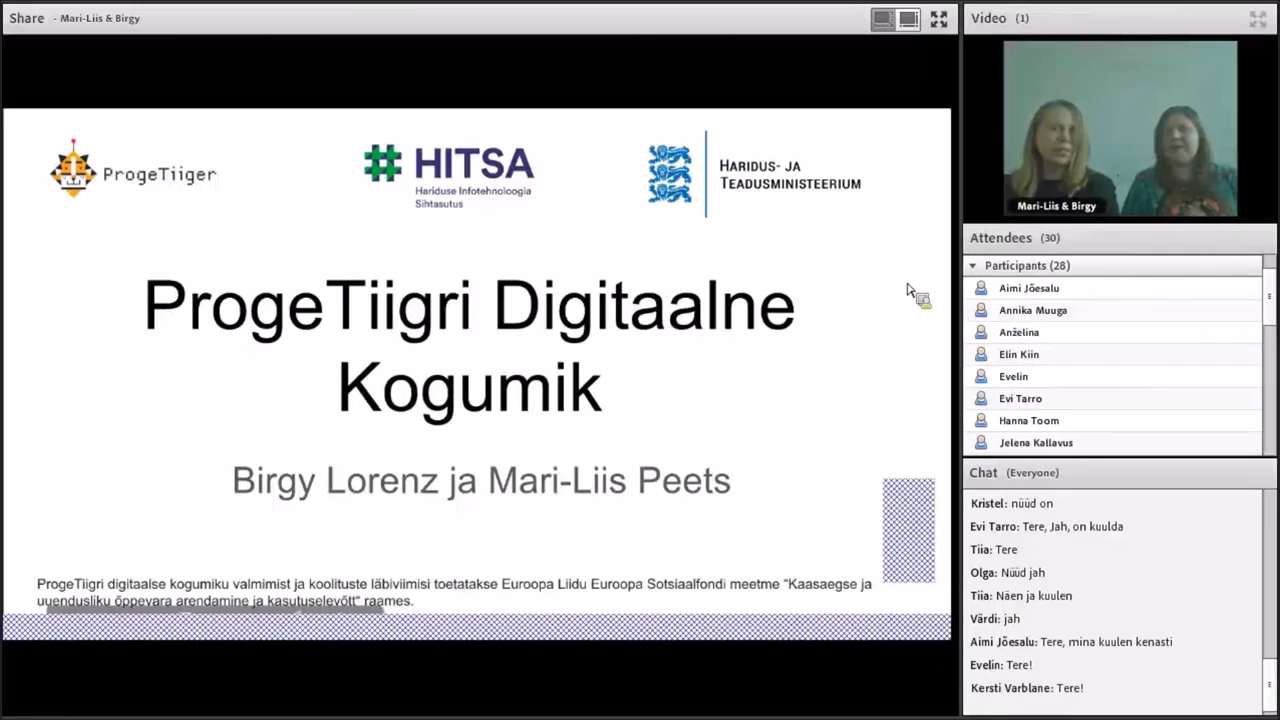 Share - Mari-Liis & Birgy
ProgeTiiger
HITSA
Hariduse Infotehnoloogia
Sihtasutus
HARIDUS- JA
TEADUSMINISTEERIUM
ProgeTiigri Digitaalne
Kogumik
Birgy Lorenz ja Mari-Liis Peets
ProgeTiigri digitaalse kogumiku valmimist ja koolituste läbiviimisi toetatakse Euroopa Liidu Euroopa Sotsiaalfondi meetme “Kaasaegse ja
uuendusliku õppevara arendamine ja kasutuselevõtt“ raames.
Video (1)
Mari-Liis & Birgy
Attendees (30)
Participants (28)
Aimi Jõesalu
Annika Muuga
Anželina
Elin Kiin
Evelin
Evi Tarro
Hanna Toom
Jelena Kallavus
Chat (Everyone)
Kristel: nüüd on
Evi Tarro: Tere, Jah, on kuulda
Tiia: Tere
Olga: Nüüd jah
Tiia: Näen ja kuulen
Värdi: jah
Aimi Jõesalu: Tere, mina kuulen kenasti
Evelin: Tere!
Kersti Varblane: Tere!